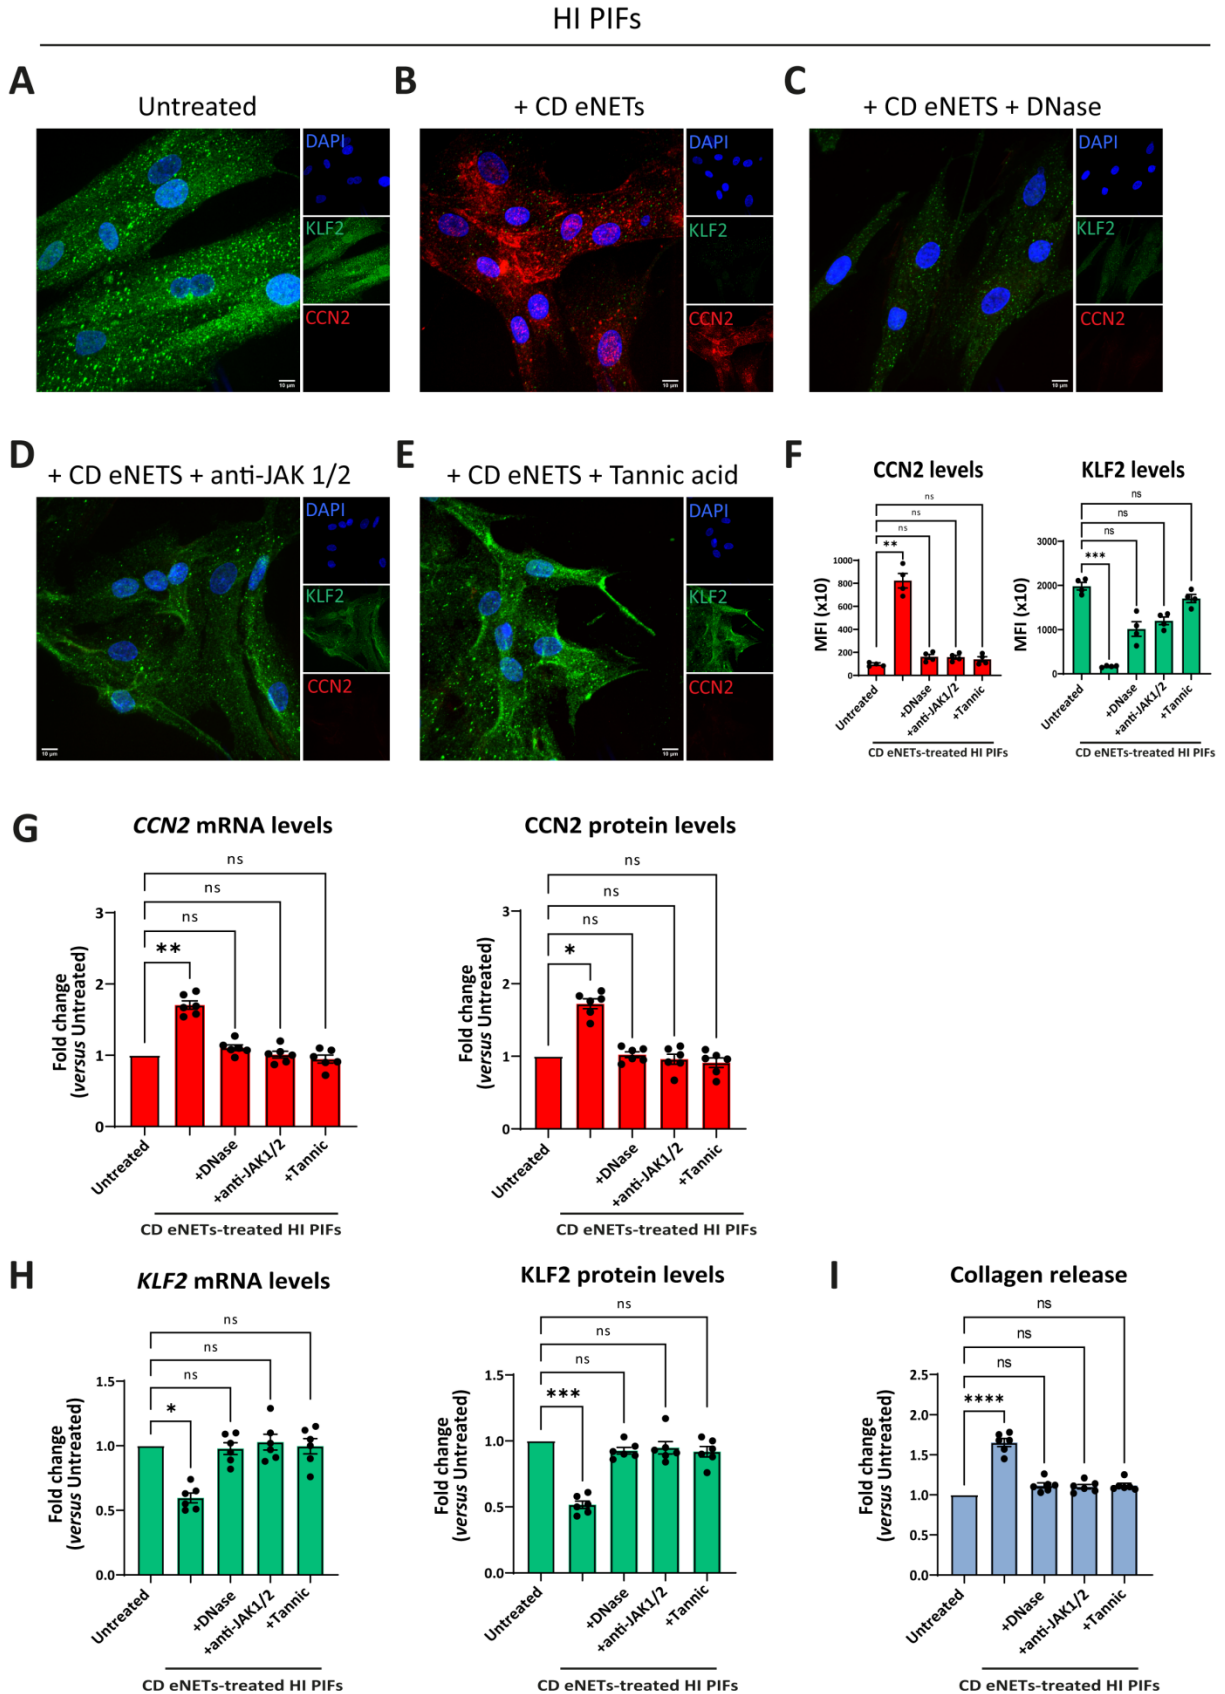 HI PIFs
A
Untreated
DAPI
KLF2
CCN2
10 µm
B
+ CD eNETs
DAPI
KLF2
CCN2
10 µm
C
+ CD eNETS + DNase
DAPI
KLF2
CCN2
10 µm
D
+ CD eNETS + anti-JAK 1/2
DAPI
KLF2
CCN2
10 µm
E
+ CD eNETS + Tannic acid
DAPI
KLF2
CCN2
10 µm
F
CCN2 levels
ns
ns
ns
**
MFI (x10)
1000
800
600
400
200
0
Untreated
+DNase
+anti-JAK1/2
+Tannic
CD eNETs-treated HI PIFs
KLF2 levels
ns
ns
ns
***
MFI (x10)
3000
2000
1000
0
Untreated
+DNase
+anti-JAK1/2
+Tannic
CD eNETs-treated HI PIFs
G
CCN2 mRNA levels
ns
ns
ns
**
Fold change
(versus Untreated)
3
2
1
0
Untreated
+DNase
+anti-JAK1/2
+Tannic
CD eNETs-treated HI PIFs
CCN2 protein levels
ns
ns
ns
*
Fold change
(versus Untreated)
3
2
1
0
Untreated
+DNase
+anti-JAK1/2
+Tannic
CD eNETs-treated HI PIFs
H
KLF2 mRNA levels
ns
ns
ns
*
Fold change
(versus Untreated)
1.5
1.0
0.5
0.0
Untreated
+DNase
+anti-JAK1/2
+Tannic
CD eNETs-treated HI PIFs
KLF2 protein levels
ns
ns
ns
***
Fold change
(versus Untreated)
1.5
1.0
0.5
0.0
Untreated
+DNase
+anti-JAK1/2
+Tannic
CD eNETs-treated HI PIFs
I
Collagen release
ns
ns
ns
****
Fold change
(versus Untreated)
2.5
2.0
1.5
1.0
0.5
0.0
Untreated
+DNase
+anti-JAK1/2
+Tannic
CD eNETs-treated HI PIFs